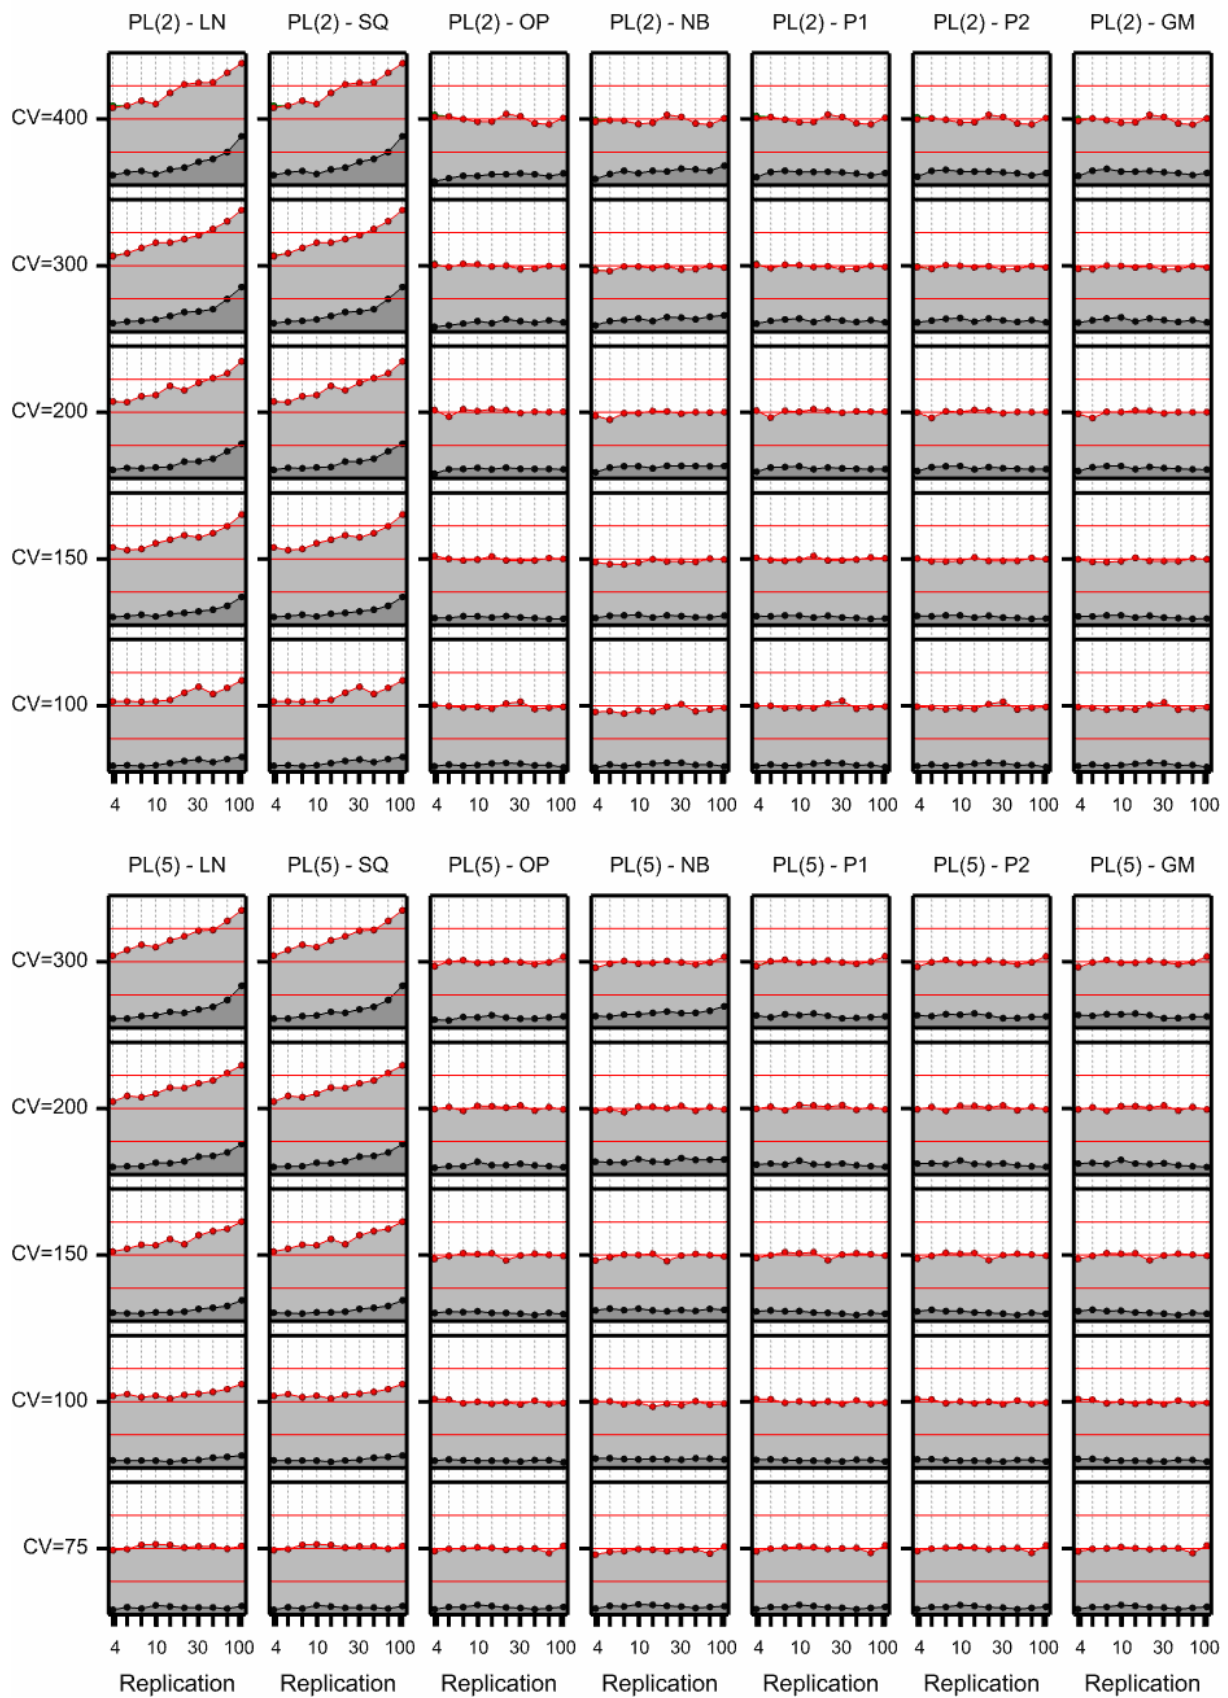 PL(2) - LN PL(2) - SQ PL(2) - OP PL(2) - NB PL(2) - P1 PL(2) - P2 PL(2) - GM
CV=400
CV=300
CV=200
CV=150
CV=100
4 10 30 100 4 10 30 100 4 10 30 100 4 10 30 100 4 10 30 100 4 10 30 100 4 10 30 100
PL(5) - LN PL(5) - SQ PL(5) - OP PL(5) - NB PL(5) - P1 PL(5) - P2 PL(5) - GM
CV=300
CV=200
CV=150
CV=100
CV=75
4 10 30 100 4 10 30 100 4 10 30 100 4 10 30 100 4 10 30 100 4 10 30 100 4 10 30 100
Replication Replication Replication Replication Replication Replication Replication